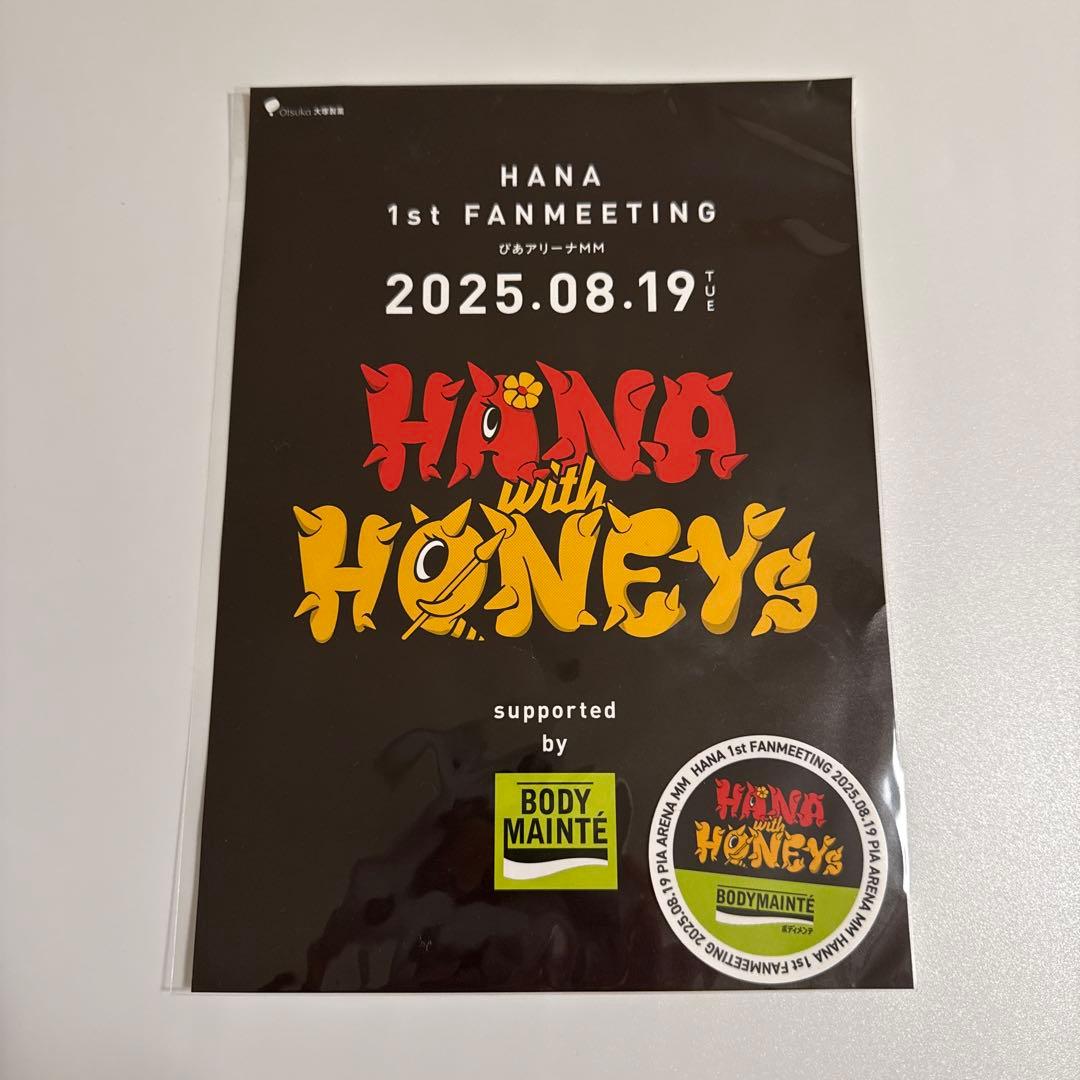 Otsuka 大塚製薬
HANA
1st FANMEETING
ぴあアリーナMM
2025.08.19 TUE
HANA
with
HONEYs
supported
by
BODY
MAINTÉ
HANA 1st FANMEETING 2025.08.19 PIA ARENA MM HANA 1st FANMEETING 2025.08.19 PIA ARENA MM
HANA
with
HONEYs
BODY MAINTÉ
ボディメンテ